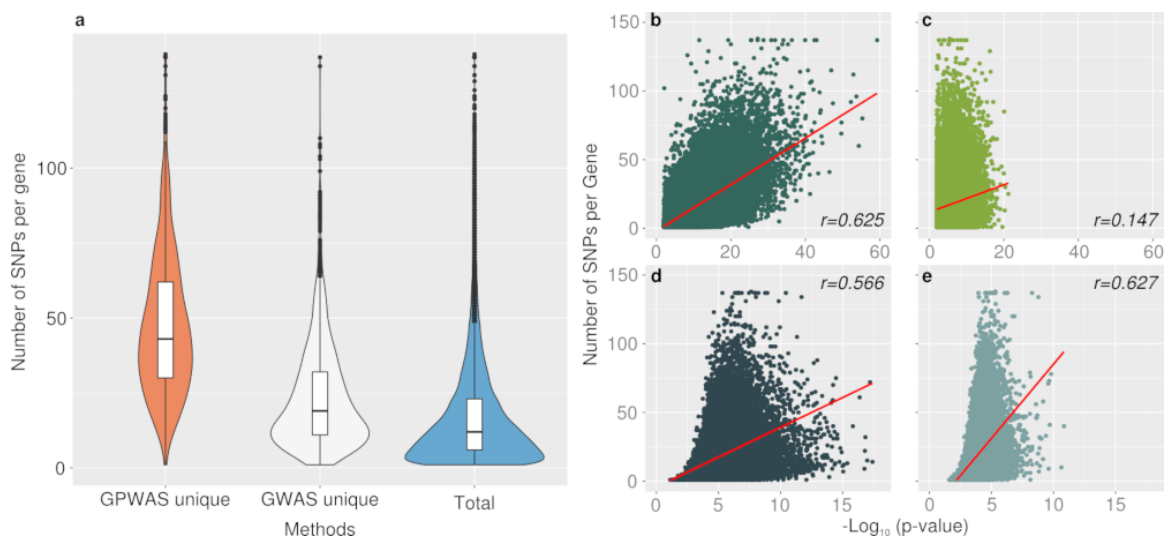 a
Number of SNPs per gene
100
50
0
GPWAS unique
GWAS unique
Total
Methods
Number of SNPs per Gene
b
150
100
50
0
r=0.625
0
20
40
60
c
r=0.147
0
20
40
60
d
150
100
50
0
r=0.566
0
5
10
15
e
r=0.627
0
5
10
15
-Log₁₀ (p-value)